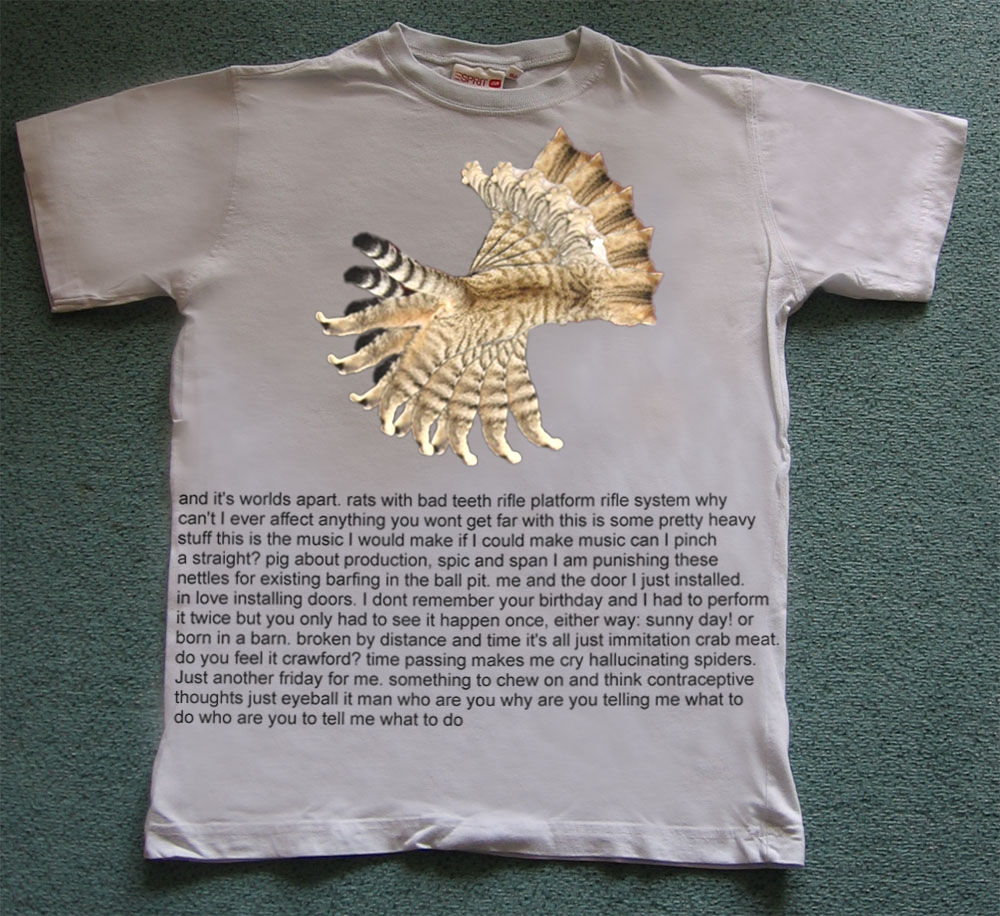 ESPRIT
and it's worlds apart. rats with bad teeth rifle platform rifle system why
can't I ever affect anything you wont get far with this is some pretty heavy
stuff this is the music I would make if I could make music can I pinch
a straight? pig about production, spic and span I am punishing these
nettles for existing barfing in the ball pit. me and the door I just installed.
in love installing doors. I dont remember your birthday and I had to perform
it twice but you only had to see it happen once, either way: sunny day! or
born in a barn. broken by distance and time it's all just immitation crab meat.
do you feel it crawford? time passing makes me cry hallucinating spiders.
Just another friday for me. something to chew on and think contraceptive
thoughts just eyeball it man who are you why are you telling me what to
do who are you to tell me what to do